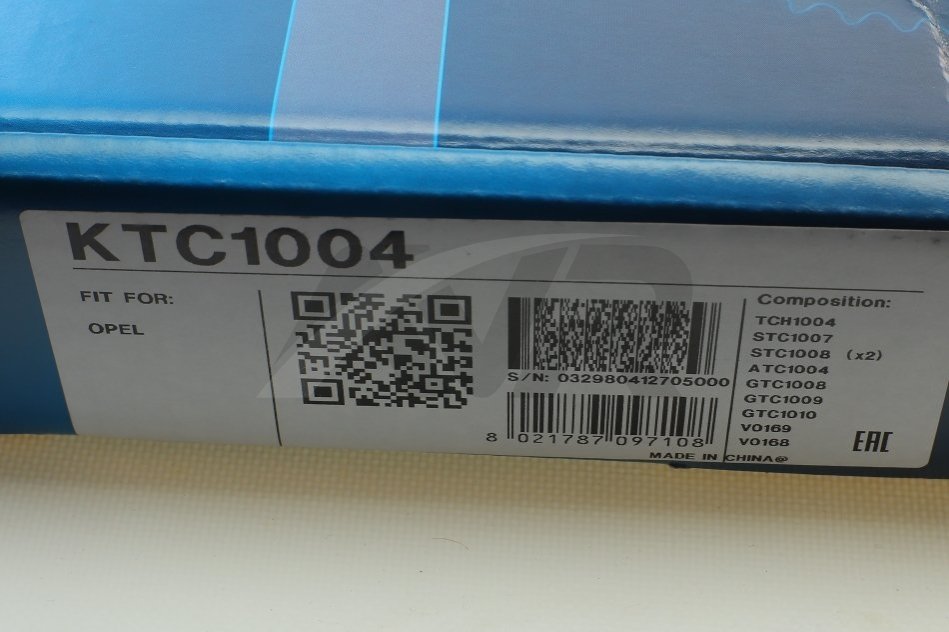 KTC1004
FIT FOR:
OPEL
S/N: 032980412705000
8 021787 097108
MADE IN CHINA@
Composition:
TCH1004
STC1007
STC1008 (x2)
ATC1004
GTC1008
GTC1009
GTC1010
V0169
V0168
EAC